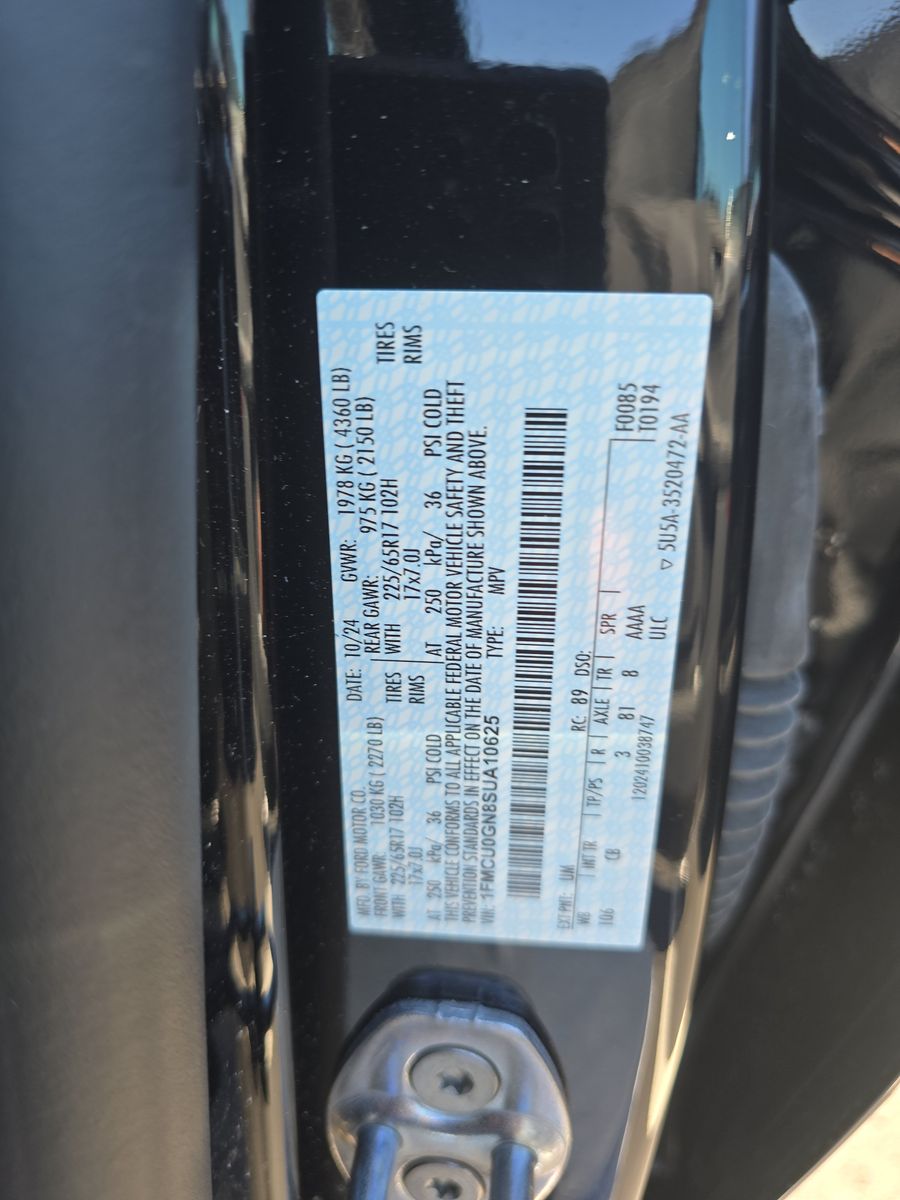 MFD. BY FORD MOTOR CO. DATE: 10/24 GVWR: 1978 KG ( 4360 LB)
FRONT GAWR: 1030 KG ( 2270 LB) REAR GAWR: 975 KG ( 2150 LB)
WITH 225/65R17 102H TIRES WITH 225/65R17 102H TIRES
17x7.0J RIMS 17x7.0J RIMS
AT 250 kPa/ 36 PSI COLD AT 250 kPa/ 36 PSI COLD
THIS VEHICLE CONFORMS TO ALL APPLICABLE FEDERAL MOTOR VEHICLE SAFETY AND THEFT
PREVENTION STANDARDS IN EFFECT ON THE DATE OF MANUFACTURE SHOWN ABOVE.
VIN: 1FMCU0GN8SUA10625 TYPE: MPV
EXT PNT: UM RC: 89 DSO:
WB INT TR TP/PS R AXLE TR SPR F0085
106 CB 3 81 8 AAAA T0194
1202410038747 ULC
▽ 5U5A-3520472-AA